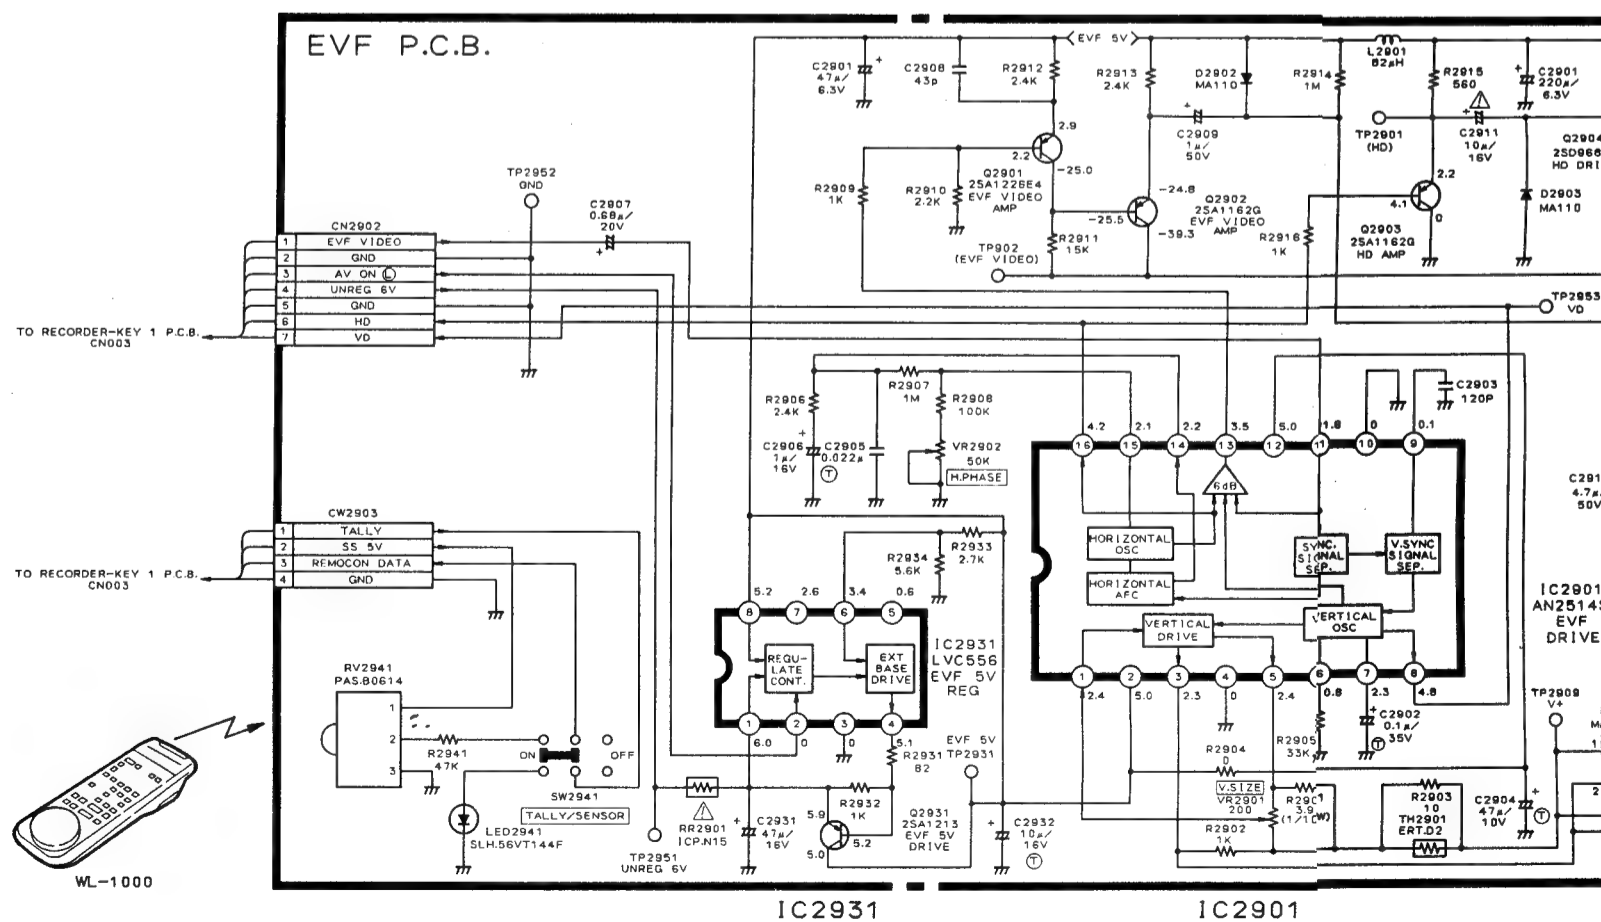 EVF P.C.B.
EVF 5V
C2901
47μ/
6.3V
C2908
43p
R2912
2.4K
R2913
2.4K
D2902
MA110
R2914
1M
L2901
82μH
R2915
560
C2901
220μ/
6.3V
TP2901
(HD)
C2911
10μ/
16V
Q2904
2SD966
HD DRI
D2903
MA110
2.9
2.2
-25.0
Q2901
2SA1226E4
EVF VIDEO
AMP
C2909
1μ/
50V
R2909
1K
R2910
2.2K
-24.8
-25.5
-39.3
Q2902
2SA1162G
EVF VIDEO
AMP
R2911
15K
TP902
(EVF VIDEO)
2.2
4.1
0
Q2903
2SA1162G
HD AMP
R2916
1K
TP2953
VD
TP2952
GND
C2907
0.68μ/
20V
CN2902
1 EVF VIDEO
2 GND
3 AV ON L
4 UNREG 6V
5 GND
6 HD
7 VD
TO RECORDER-KEY 1 P.C.B.
CN003
R2906
2.4K
C2906
1μ/
16V
C2905
0.022μ
T
R2907
1M
R2908
100K
VR2902
50K
H.PHASE
C2903
120P
4.2 2.1 2.2 3.5 5.0 1.8 0 0.1
16 15 14 13 12 11 10 9
6dB
HORIZONTAL
OSC
HORIZONTAL
AFC
SYNC.
SIGNAL
SEP.
V.SYNC
SIGNAL
SEP.
VERTICAL
DRIVE
VERTICAL
OSC
1 2 3 4 5 6 7 8
2.4 5.0 2.3 0 2.4 0.8 2.3 4.8
C291
4.7μ
50V
IC2901
AN2514S
EVF
DRIVE
CW2903
1 TALLY
2 SS 5V
3 REMOCON DATA
4 GND
TO RECORDER-KEY 1 P.C.B.
CN003
R2934
5.6K
R2933
2.7K
5.2 2.6 3.4 0.6
8 7 6 5
REGU-
LATE
CONT.
EXT
BASE
DRIVE
IC2931
LVC556
EVF 5V
REG
1 2 3 4
6.0 0 0 5.1
RV2941
PAS.B0614
1
2
3
R2941
47K
ON
OFF
SW2941
TALLY/SENSOR
LED2941
SLH.56VT144F
WL-1000
TP2951
UNREG 6V
RR2901
ICP.N15
C2931
47μ/
16V
R2931
82
R2932
1K
5.9
5.2
5.0
Q2931
2SA1213
EVF 5V
DRIVE
EVF 5V
TP2931
C2932
10μ/
16V
T
R2904
0
V.SIZE
VR2901
200
R2902
1K
R2905
33K
C2902
0.1μ/
35V
T
3.9
(1/10W)
R2903
10
TH2901
ERT.D2
C2904
47μ/
10V
T
TP2909
V+
IC2931
IC2901